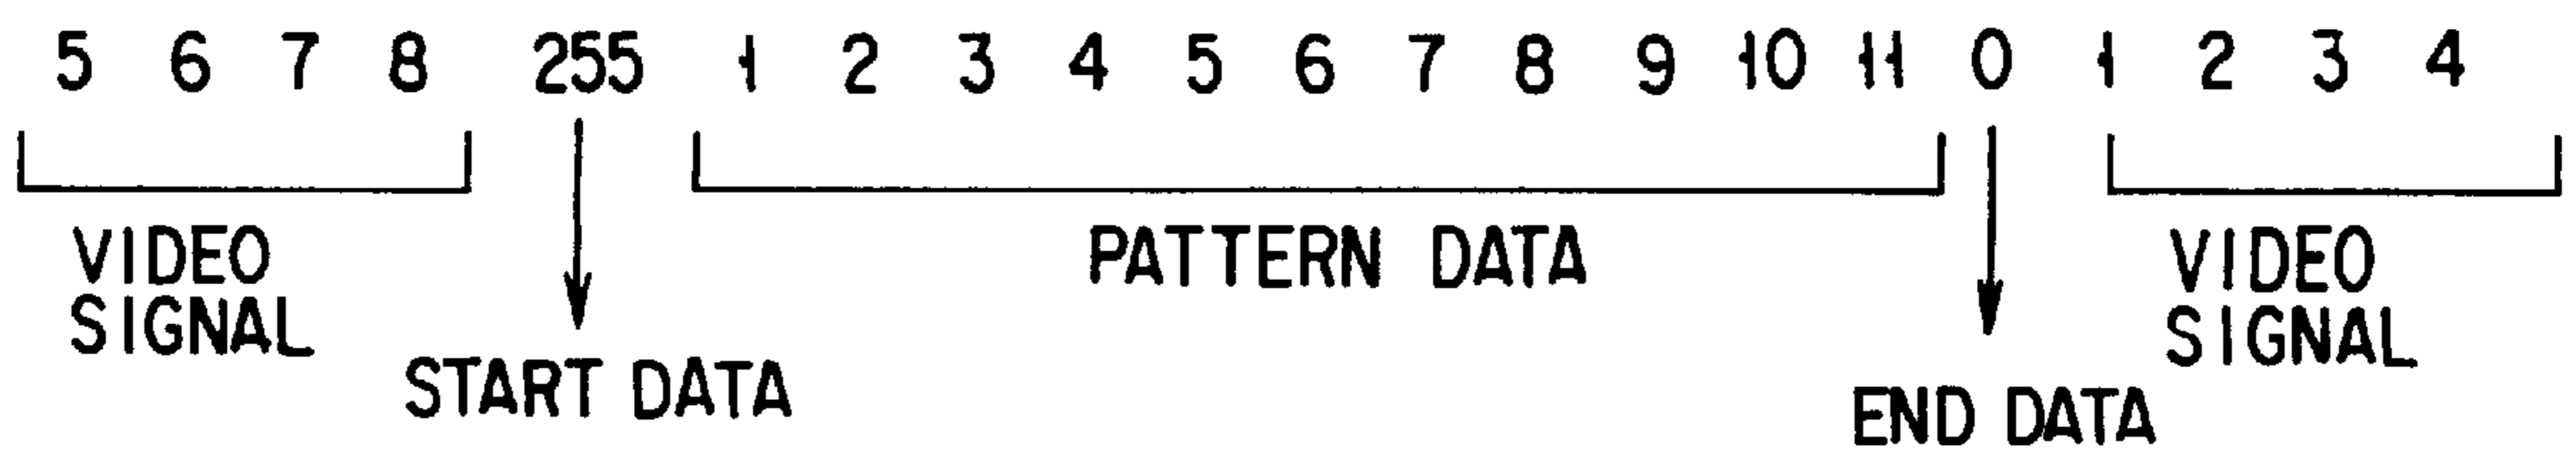 5 6 7 8 255 1 2 3 4 5 6 7 8 9 10 11 0 1 2 3 4
VIDEO
SIGNAL
START DATA
PATTERN DATA
END DATA
VIDEO
SIGNAL